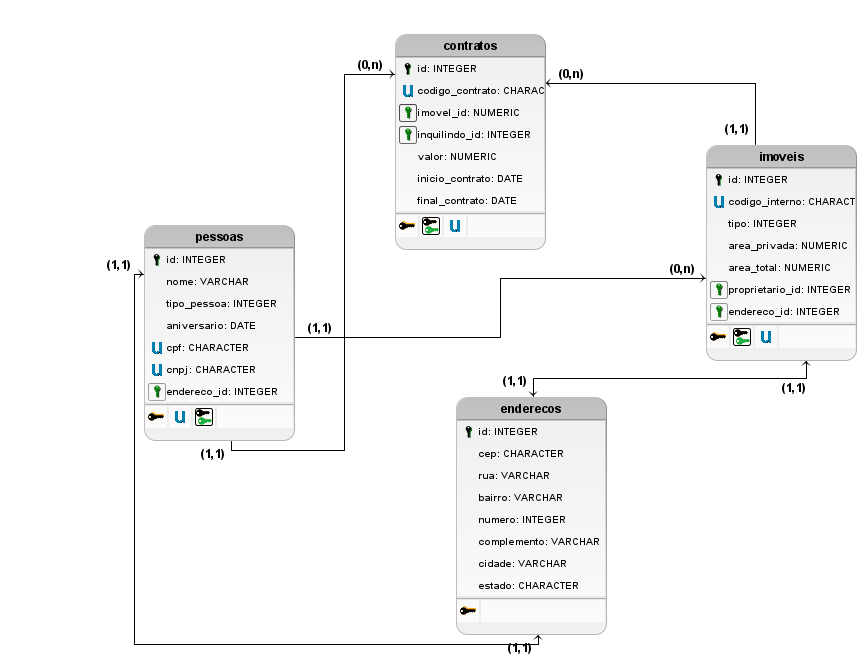 contratos
(0,n)
id: INTEGER
codigo_contrato: CHARAC
imovel_id: NUMERIC
inquilindo_id: INTEGER
valor: NUMERIC
inicio_contrato: DATE
final_contrato: DATE
U
(0,n)
(1,1)
imoveis
id: INTEGER
codigo_interno: CHARACT
tipo: INTEGER
area_privada: NUMERIC
area_total: NUMERIC
proprietario_id: INTEGER
endereco_id: INTEGER
U
(0,n)
(1,1)
pessoas
id: INTEGER
nome: VARCHAR
tipo_pessoa: INTEGER
aniversario: DATE
U cpf: CHARACTER
U cnpj: CHARACTER
endereco_id: INTEGER
U
(1,1)
(1,1)
(1,1)
(1,1)
enderecos
id: INTEGER
cep: CHARACTER
rua: VARCHAR
bairro: VARCHAR
numero: INTEGER
complemento: VARCHAR
cidade: VARCHAR
estado: CHARACTER
(1,1)